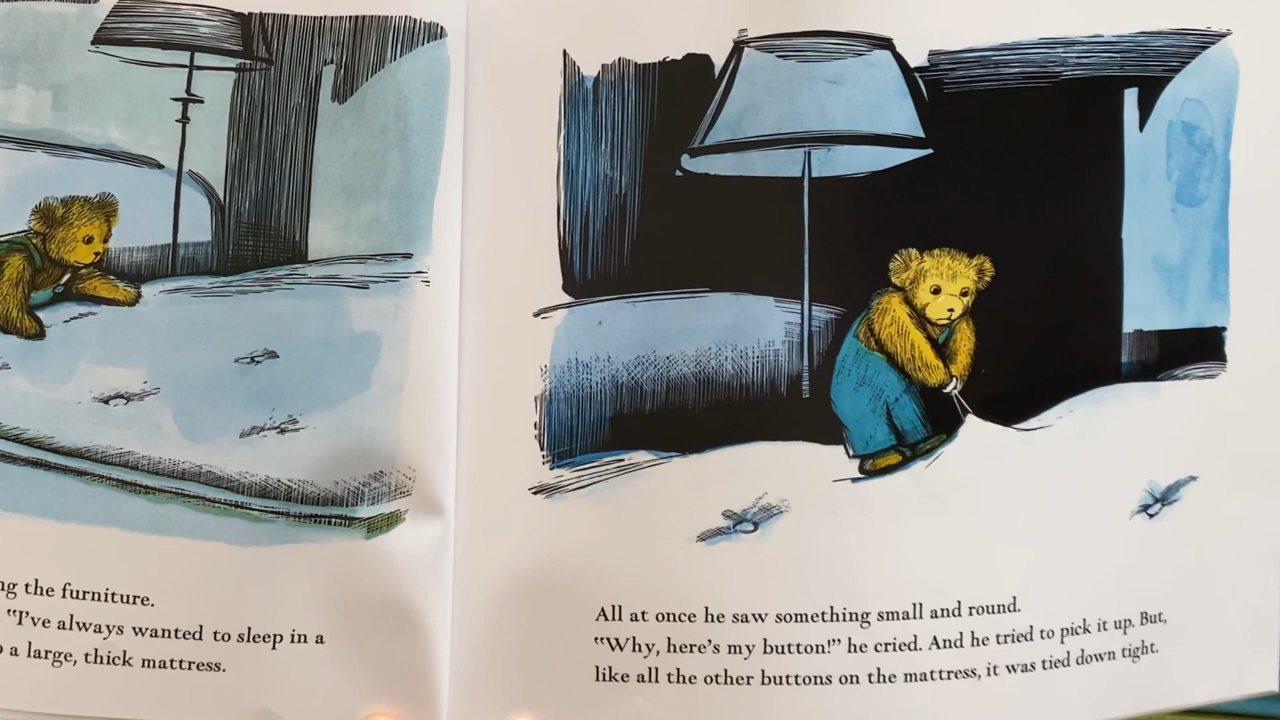 ng the furniture.
"I've always wanted to sleep in a
a large, thick mattress.
All at once he saw something small and round.
"Why, here's my button!" he cried. And he tried to pick it up. But,
like all the other buttons on the mattress, it was tied down tight.